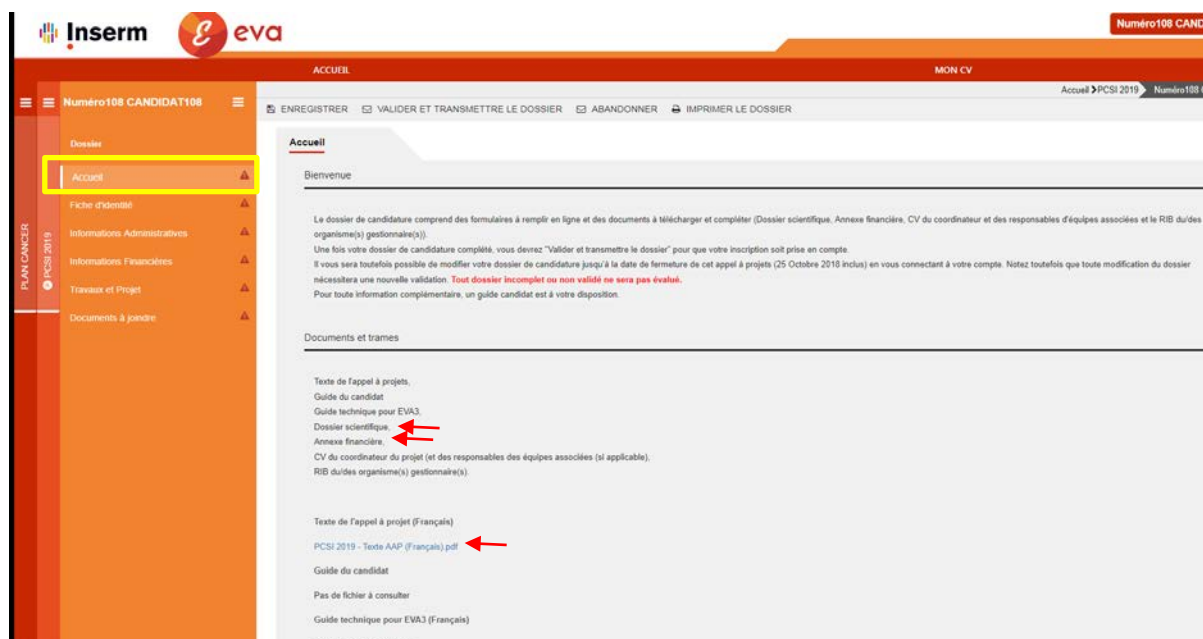 Inserm
eva
Numéro108 CAND
ACCUEIL
MON CV
Accueil
PCSI 2019
Numéro108
Numéro108 CANDIDAT108
ENREGISTRER
VALIDER ET TRANSMETTRE LE DOSSIER
ABANDONNER
IMPRIMER LE DOSSIER
PLAN CANCER
PCSI 2019
Dossier
Accueil
Fiche d'identité
Informations Administratives
Informations Financières
Travaux et Projet
Documents à joindre
Accueil
Bienvenue
Le dossier de candidature comprend des formulaires à remplir en ligne et des documents à télécharger et compléter (Dossier scientifique, Annexe financière, CV du coordinateur et des responsables d'équipes associées et le RIB du/des
organisme(s) gestionnaire(s)).
Une fois votre dossier de candidature complété, vous devrez "Valider et transmettre le dossier" pour que votre inscription soit prise en compte.
Il vous sera toutefois possible de modifier votre dossier de candidature jusqu'à la date de fermeture de cet appel à projets (25 Octobre 2018 inclus) en vous connectant à votre compte. Notez toutefois que toute modification du dossier
nécessitera une nouvelle validation. Tout dossier incomplet ou non validé ne sera pas évalué.
Pour toute information complémentaire, un guide candidat est à votre disposition.
Documents et trames
Texte de l'appel à projets,
Guide du candidat
Guide technique pour EVA3,
Dossier scientifique,
Annexe financière,
CV du coordinateur du projet (et des responsables des équipes associées (si applicable),
RIB du/des organisme(s) gestionnaire(s).
Texte de l'appel à projet (Français)
PCSI 2019 - Texte AAP (Français).pdf
Guide du candidat
Pas de fichier à consulter
Guide technique pour EVA3 (Français)